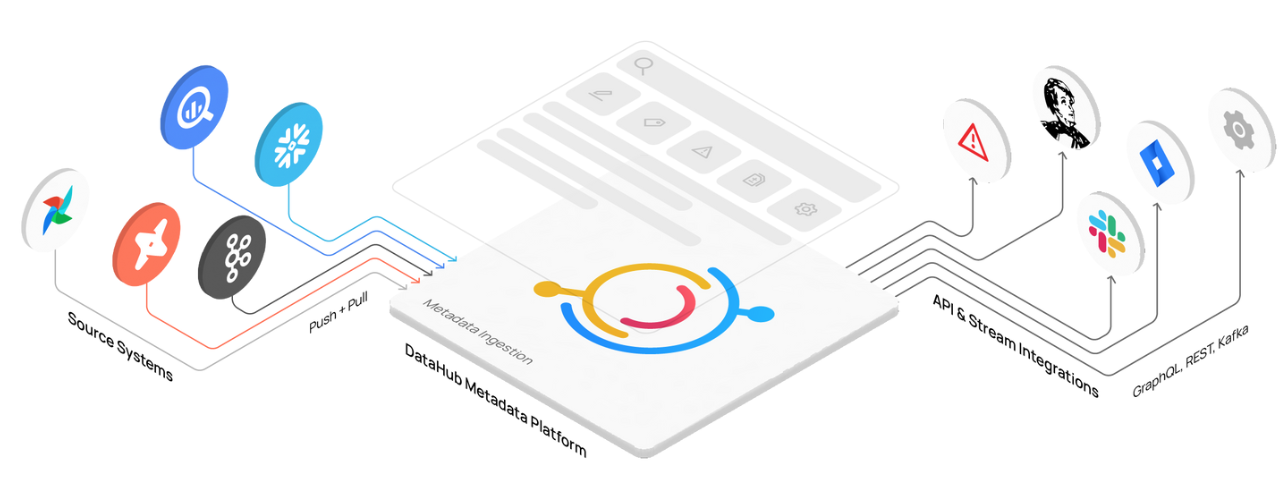 Source Systems
Push + Pull
Metadata Ingestion
DataHub Metadata Platform
API & Stream Integrations
GraphQL, REST, Kafka